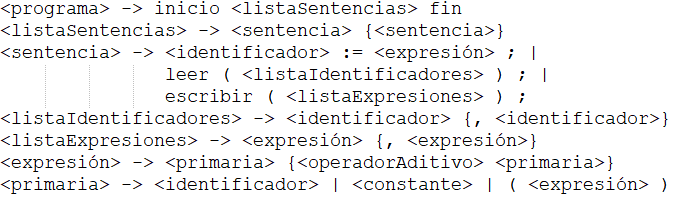 <programa> -> inicio <listaSentencias> fin
<listaSentencias> -> <sentencia> {<sentencia>}
<sentencia> -> <identificador> := <expresión> ; |
leer ( <listaIdentificadores> ) ; |
escribir ( <listaExpresiones> ) ;
<listaIdentificadores> -> <identificador> {, <identificador>}
<listaExpresiones> -> <expresión> {, <expresión>}
<expresión> -> <primaria> {<operadorAditivo> <primaria>}
<primaria> -> <identificador> | <constante> | ( <expresión> )